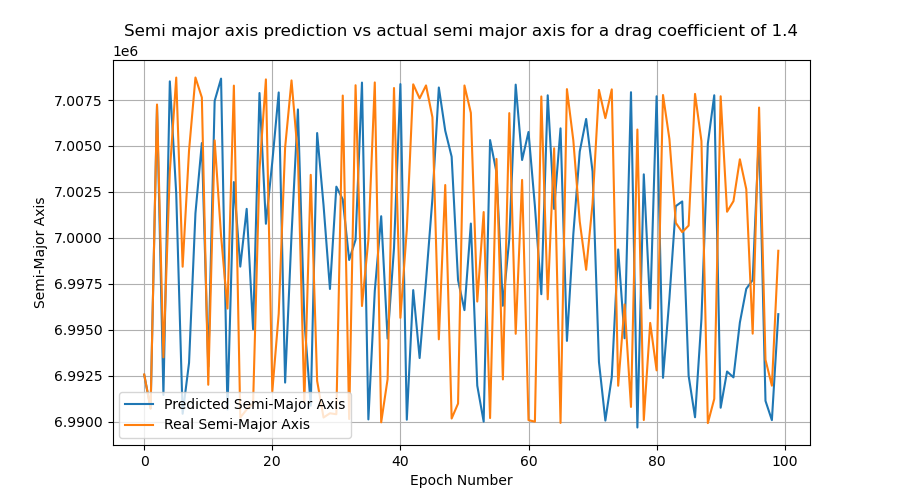 Semi major axis prediction vs actual semi major axis for a drag coefficient of 1.4
1e6
7.0075
7.0050
7.0025
7.0000
6.9975
6.9950
6.9925
6.9900
Semi-Major Axis
Predicted Semi-Major Axis
Real Semi-Major Axis
0 20 40 60 80 100
Epoch Number